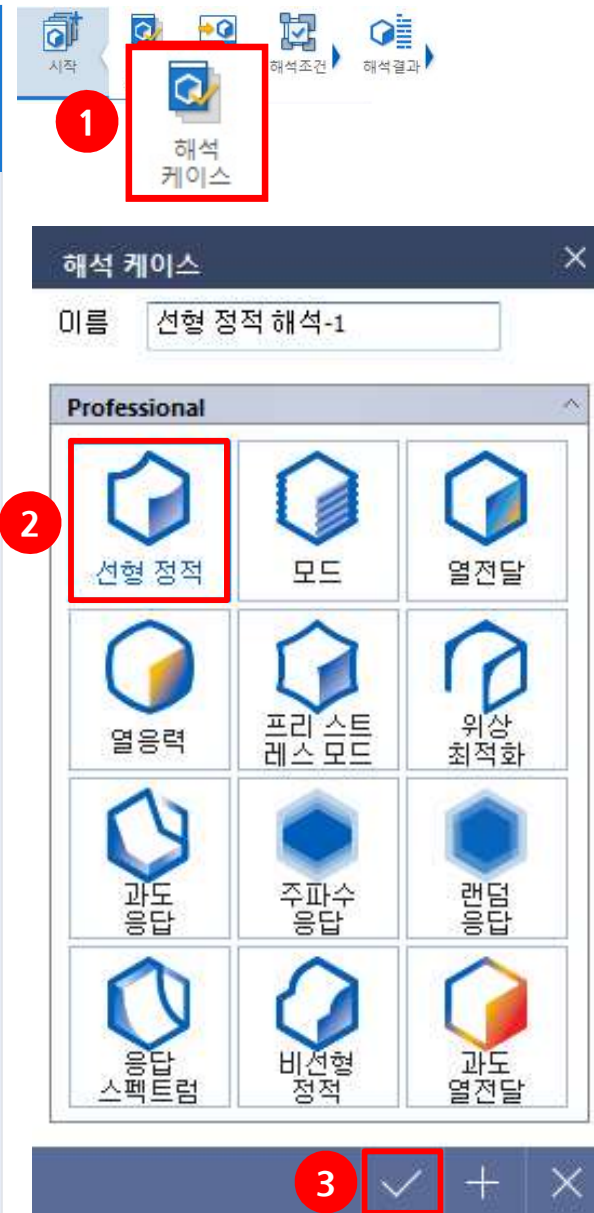 시작
해석조건
해석결과
1
해석
케이스
해석 케이스
이름
선형 정적 해석-1
Professional
2
선형 정적
모드
열전달
열응력
프리 스트
레스 모드
위상
최적화
과도
응답
주파수
응답
랜덤
응답
응답
스펙트럼
비선형
정적
과도
열전달
3